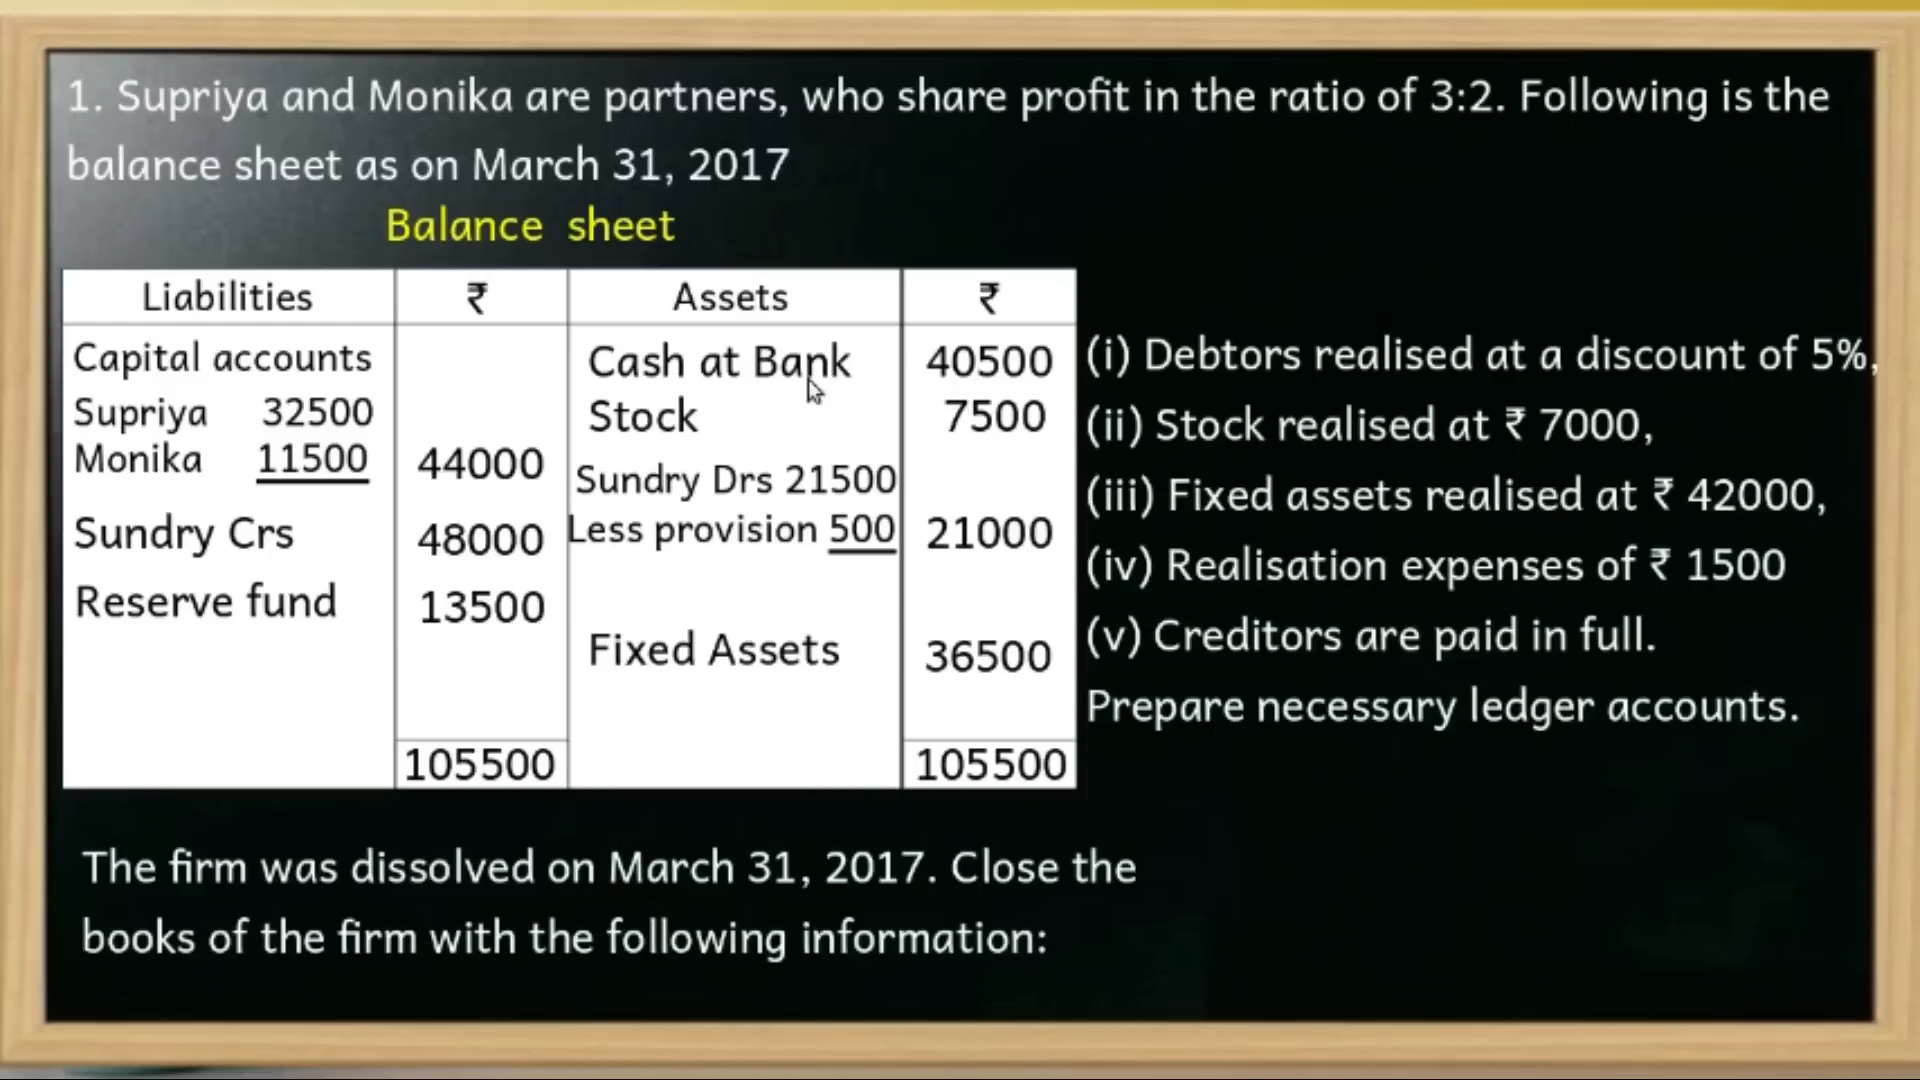 1. Supriya and Monika are partners, who share profit in the ratio of 3:2. Following is the
balance sheet as on March 31, 2017
Balance sheet
Liabilities ₹ Assets ₹
Capital accounts Cash at Bank 40500
Supriya 32500 Stock 7500
Monika 11500 44000 Sundry Drs 21500
Sundry Crs 48000 Less provision 500 21000
Reserve fund 13500
Fixed Assets 36500
105500 105500
(i) Debtors realised at a discount of 5%,
(ii) Stock realised at ₹ 7000,
(iii) Fixed assets realised at ₹ 42000,
(iv) Realisation expenses of ₹ 1500
(v) Creditors are paid in full.
Prepare necessary ledger accounts.
The firm was dissolved on March 31, 2017. Close the
books of the firm with the following information: